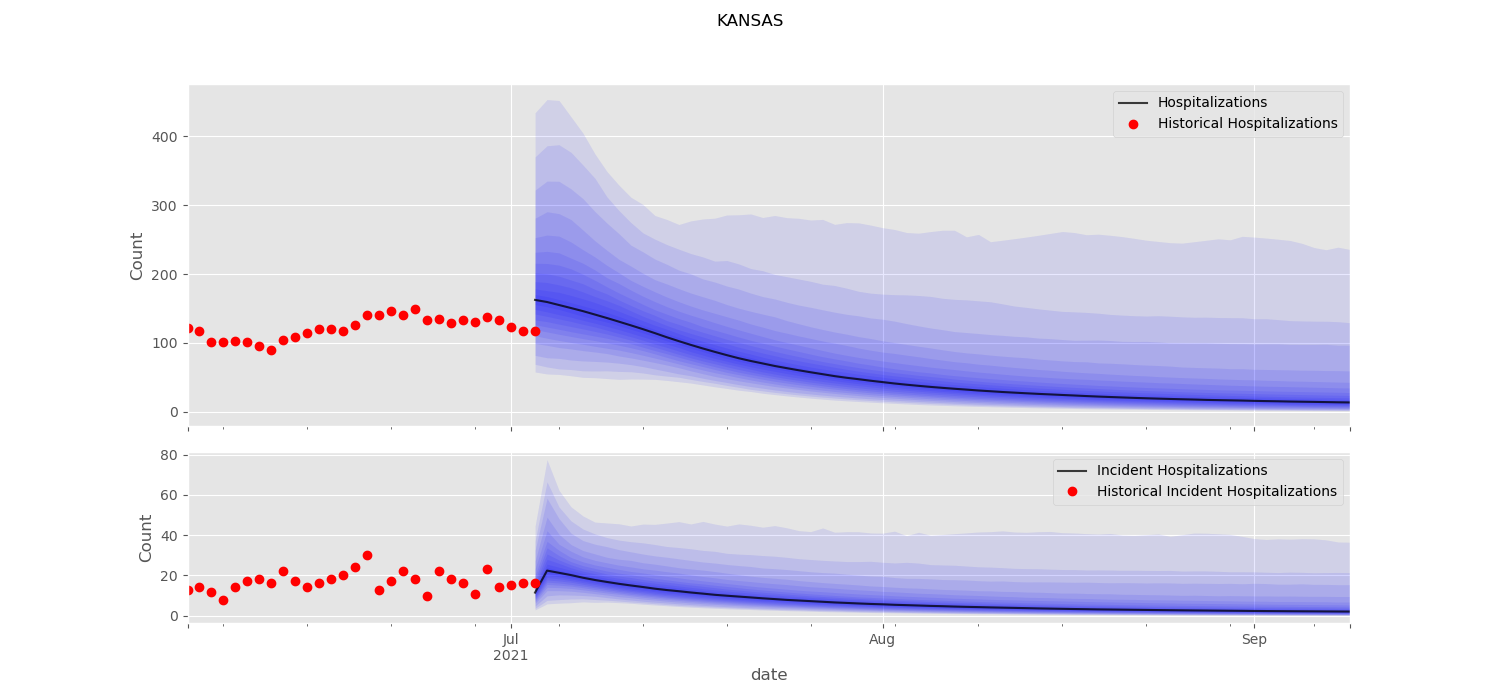 KANSAS
Hospitalizations
Historical Hospitalizations
Count
400
300
200
100
0
Incident Hospitalizations
Historical Incident Hospitalizations
Count
80
60
40
20
0
Jul
2021
Aug
Sep
date